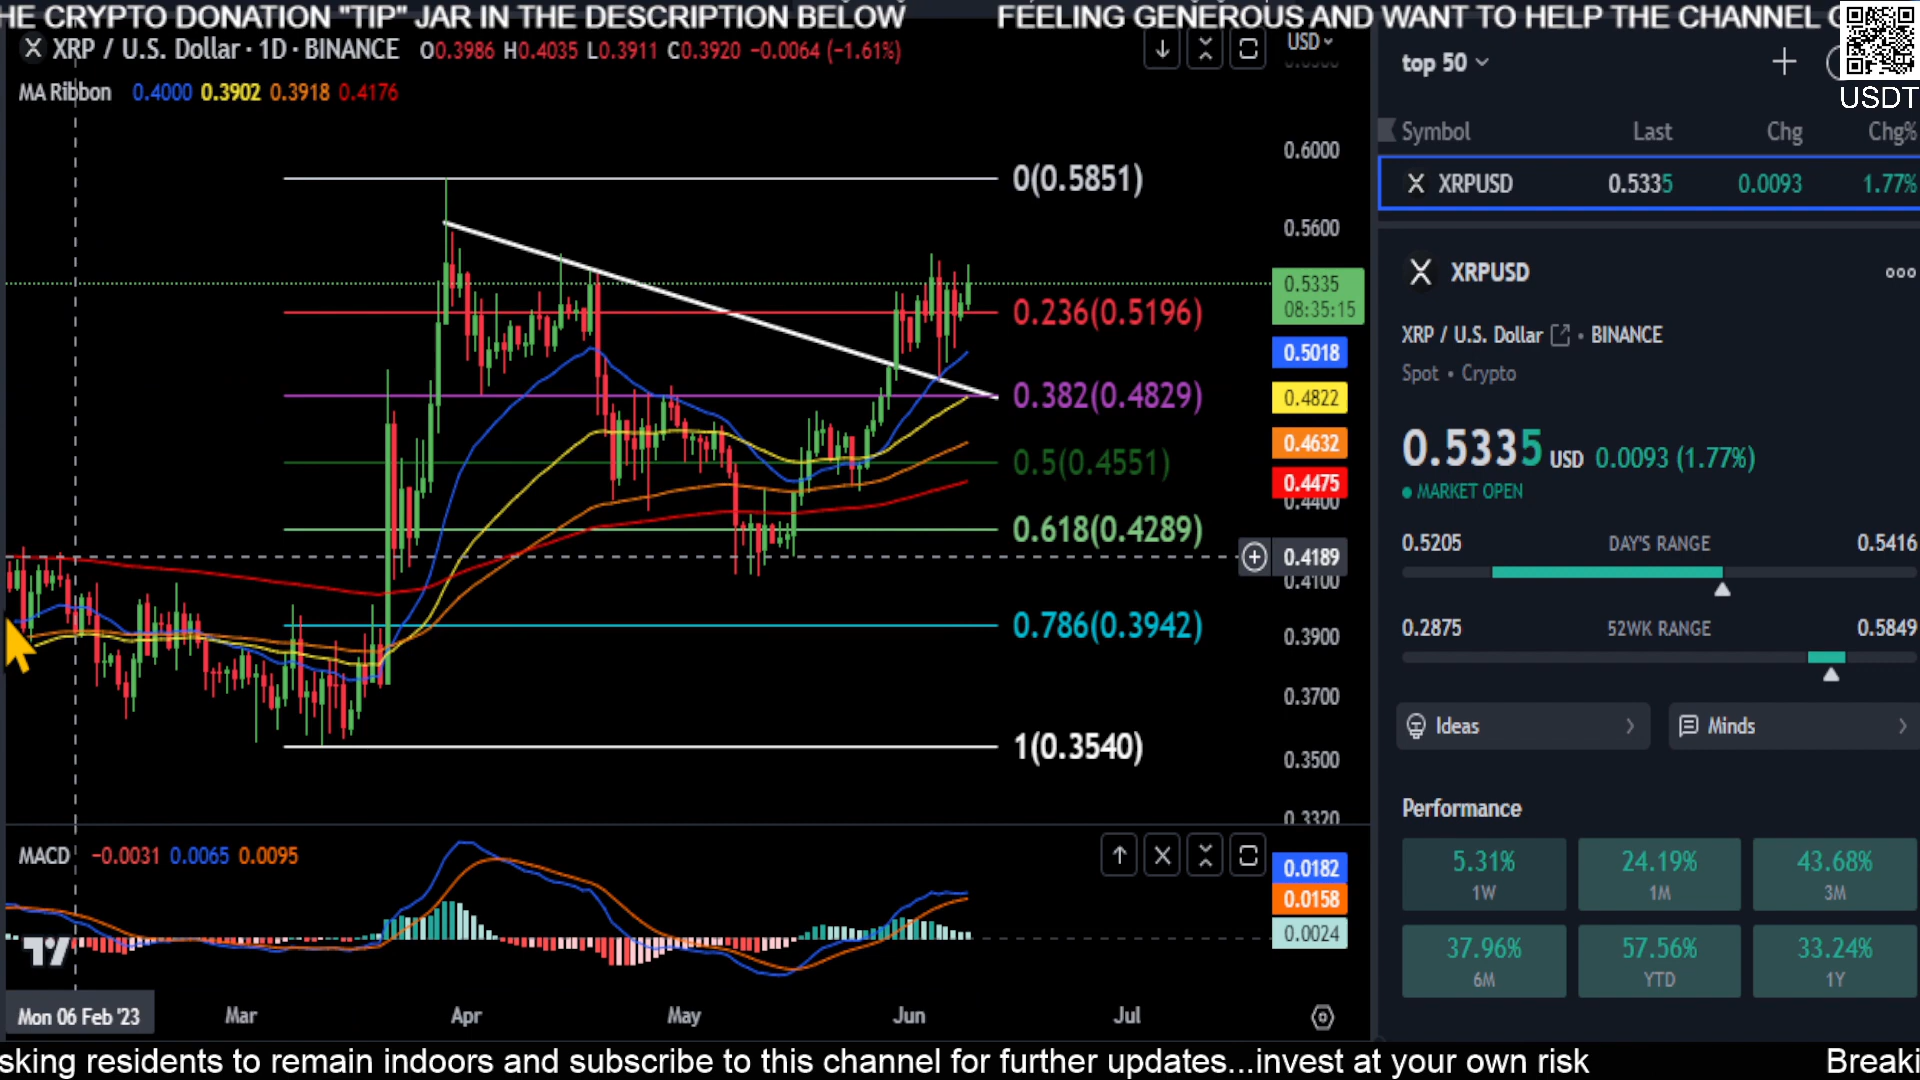 HE CRYPTO DONATION "TIP" JAR IN THE DESCRIPTION BELOW FEELING GENEROUS AND WANT TO HELP THE CHANNEL
XRP / U.S. Dollar · 1D · BINANCE O0.3986 H0.4035 L0.3911 C0.3920 −0.0064 (−1.61%)
USD
MA Ribbon 0.4000 0.3902 0.3918 0.4176
0.6000
0.5600
0.5335
08:35:15
0.5018
0.4822
0.4632
0.4475
0.4400
0.4189
0.4100
0.3900
0.3700
0.3500
0.3320
0(0.5851)
0.236(0.5196)
0.382(0.4829)
0.5(0.4551)
0.618(0.4289)
0.786(0.3942)
1(0.3540)
MACD −0.0031 0.0065 0.0095
0.0182
0.0158
0.0024
Mon 06 Feb '23 Mar Apr May Jun Jul
top 50
USDT
Symbol Last Chg Chg%
XRPUSD 0.5335 0.0093 1.77%
XRPUSD
XRP / U.S. Dollar • BINANCE
Spot • Crypto
0.5335 USD 0.0093 (1.77%)
MARKET OPEN
0.5205 DAY'S RANGE 0.5416
0.2875 52WK RANGE 0.5849
Ideas Minds
Performance
5.31% 24.19% 43.68%
1W 1M 3M
37.96% 57.56% 33.24%
6M YTD 1Y
sking residents to remain indoors and subscribe to this channel for further updates...invest at your own risk Breaki